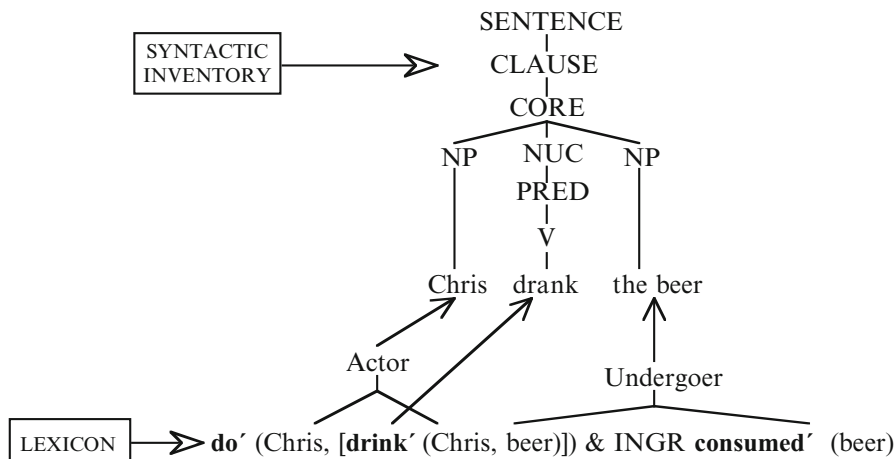 SENTENCE
SYNTACTIC
INVENTORY
CLAUSE
CORE
NP NUC NP
PRED
V
Chris drank the beer
Actor
Undergoer
LEXICON
do´ (Chris, [drink´ (Chris, beer)]) & INGR consumed´ (beer)